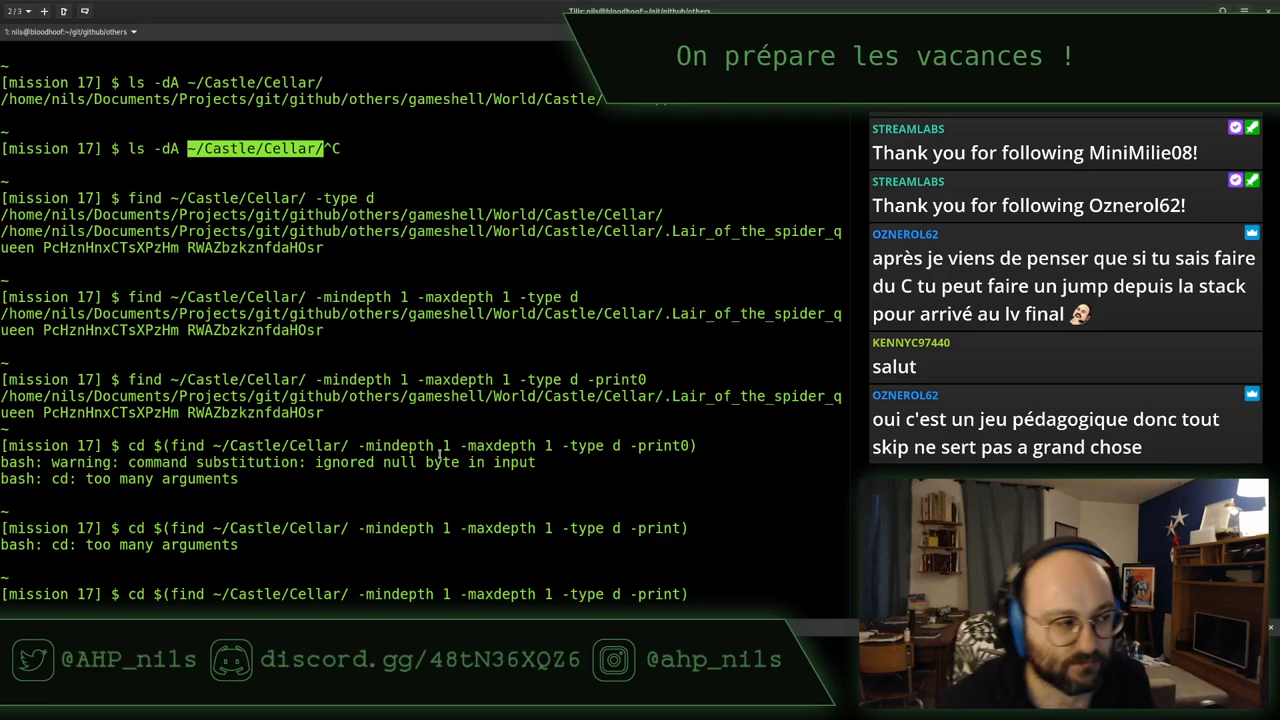 2/3
Tilix: nils@bloodhoof:~/git/github/others
1: nils@bloodhoof:~/git/github/others
On prépare les vacances !
~
[mission 17] $ ls -dA ~/Castle/Cellar/
/home/nils/Documents/Projects/git/github/others/gameshell/World/Castle/
~
[mission 17] $ ls -dA ~/Castle/Cellar/^C
~
[mission 17] $ find ~/Castle/Cellar/ -type d
/home/nils/Documents/Projects/git/github/others/gameshell/World/Castle/Cellar/
/home/nils/Documents/Projects/git/github/others/gameshell/World/Castle/Cellar/.Lair_of_the_spider_q
ueen PcHznHnxCTsXPzHm RWAZbzkznfdaHOsr
~
[mission 17] $ find ~/Castle/Cellar/ -mindepth 1 -maxdepth 1 -type d
/home/nils/Documents/Projects/git/github/others/gameshell/World/Castle/Cellar/.Lair_of_the_spider_q
ueen PcHznHnxCTsXPzHm RWAZbzkznfdaHOsr
~
[mission 17] $ find ~/Castle/Cellar/ -mindepth 1 -maxdepth 1 -type d -print0
/home/nils/Documents/Projects/git/github/others/gameshell/World/Castle/Cellar/.Lair_of_the_spider_q
ueen PcHznHnxCTsXPzHm RWAZbzkznfdaHOsr
~
[mission 17] $ cd $(find ~/Castle/Cellar/ -mindepth 1 -maxdepth 1 -type d -print0)
bash: warning: command substitution: ignored null byte in input
bash: cd: too many arguments
~
[mission 17] $ cd $(find ~/Castle/Cellar/ -mindepth 1 -maxdepth 1 -type d -print)
bash: cd: too many arguments
~
[mission 17] $ cd $(find ~/Castle/Cellar/ -mindepth 1 -maxdepth 1 -type d -print)
STREAMLABS
Thank you for following MiniMilie08!
STREAMLABS
Thank you for following Oznerol62!
OZNEROL62
après je viens de penser que si tu sais faire
du C tu peut faire un jump depuis la stack
pour arrivé au lv final
KENNYC97440
salut
OZNEROL62
oui c'est un jeu pédagogique donc tout
skip ne sert pas a grand chose
@AHP_nils
discord.gg/48tN36XQZ6
@ahp_nils